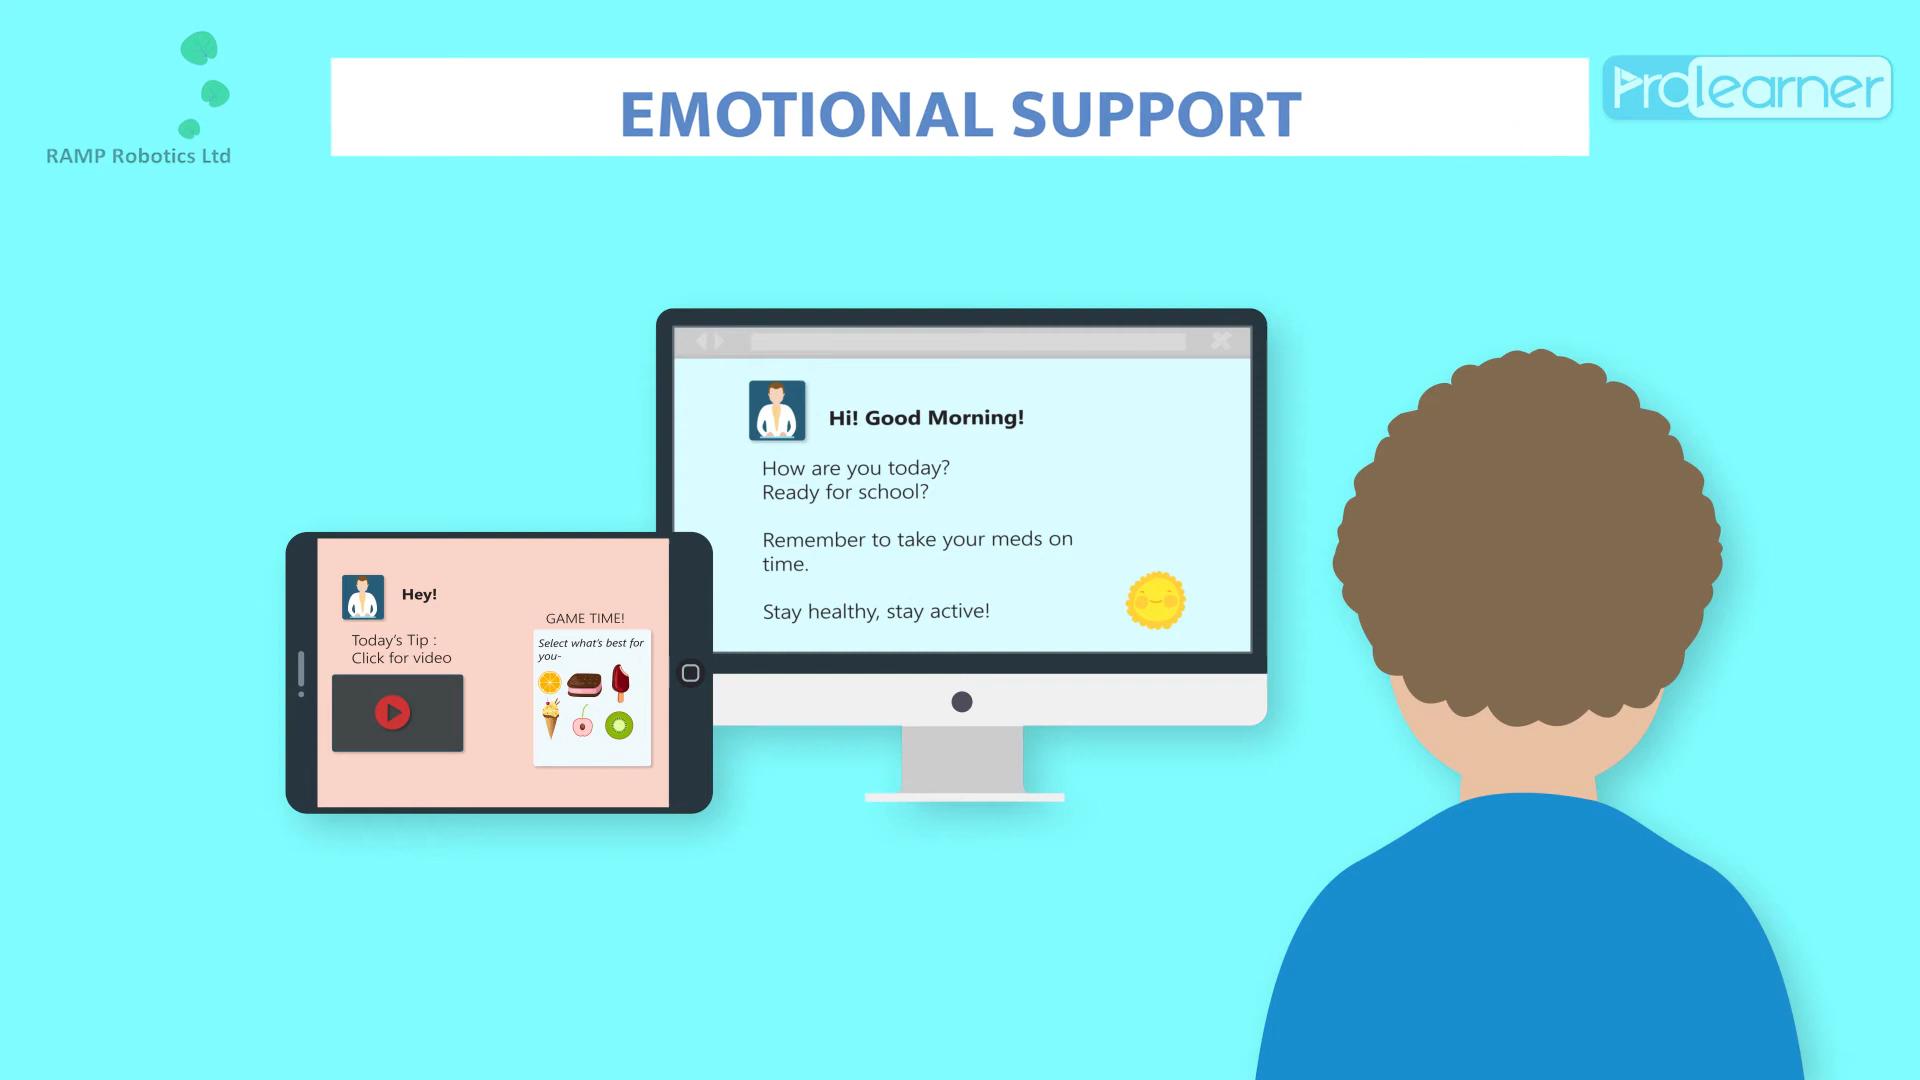 EMOTIONAL SUPPORT
Prolearner
RAMP Robotics Ltd
Hi! Good Morning!
How are you today?
Ready for school?
Remember to take your meds on
time.
Stay healthy, stay active!
Hey!
Today's Tip :
Click for video
GAME TIME!
Select what's best for
you-